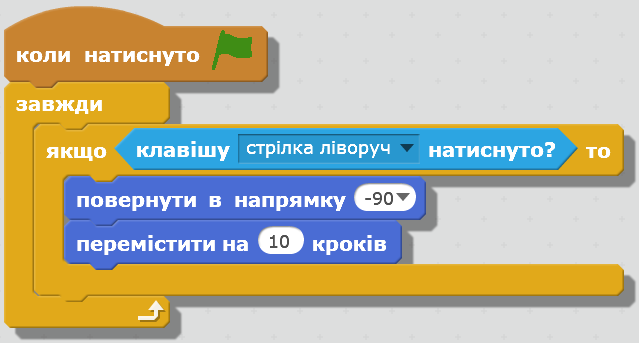 коли натиснуто
завжди
якщо клавішу стрілка ліворуч натиснуто? то
повернути в напрямку -90
перемістити на 10 кроків